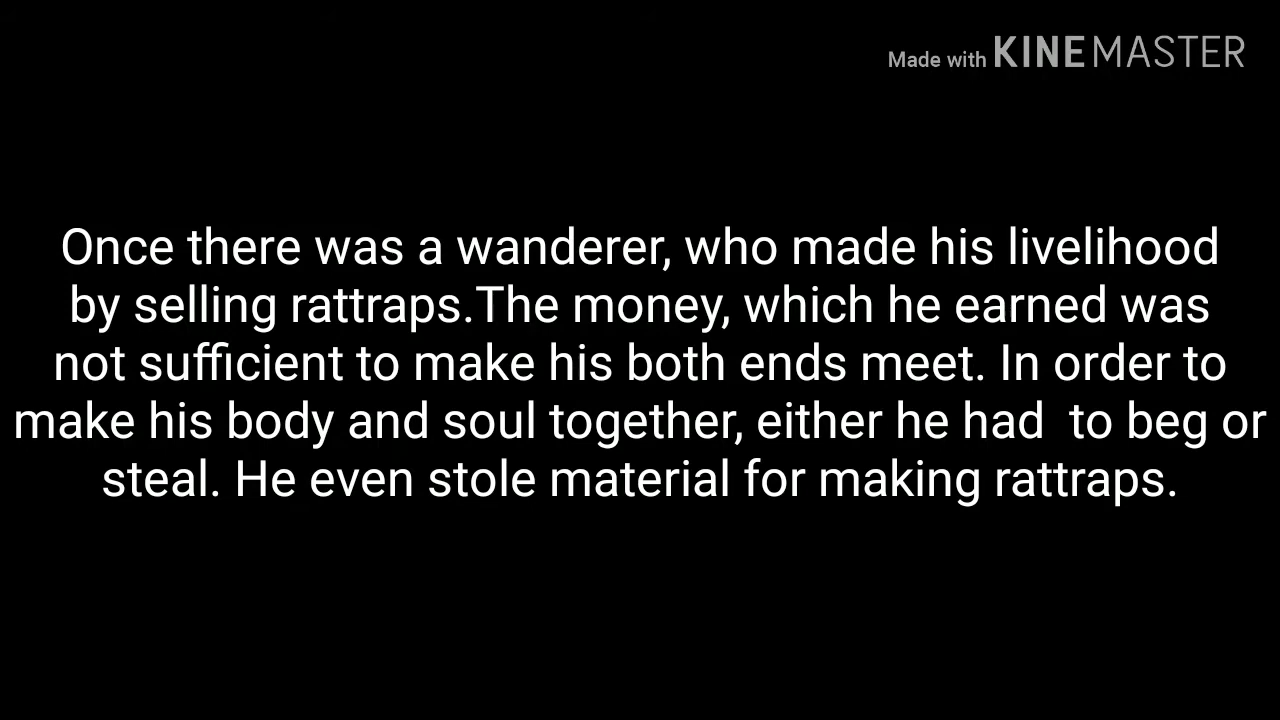 Made with KINEMASTER
Once there was a wanderer, who made his livelihood
by selling rattraps.The money, which he earned was
not sufficient to make his both ends meet. In order to
make his body and soul together, either he had  to beg or
steal. He even stole material for making rattraps.